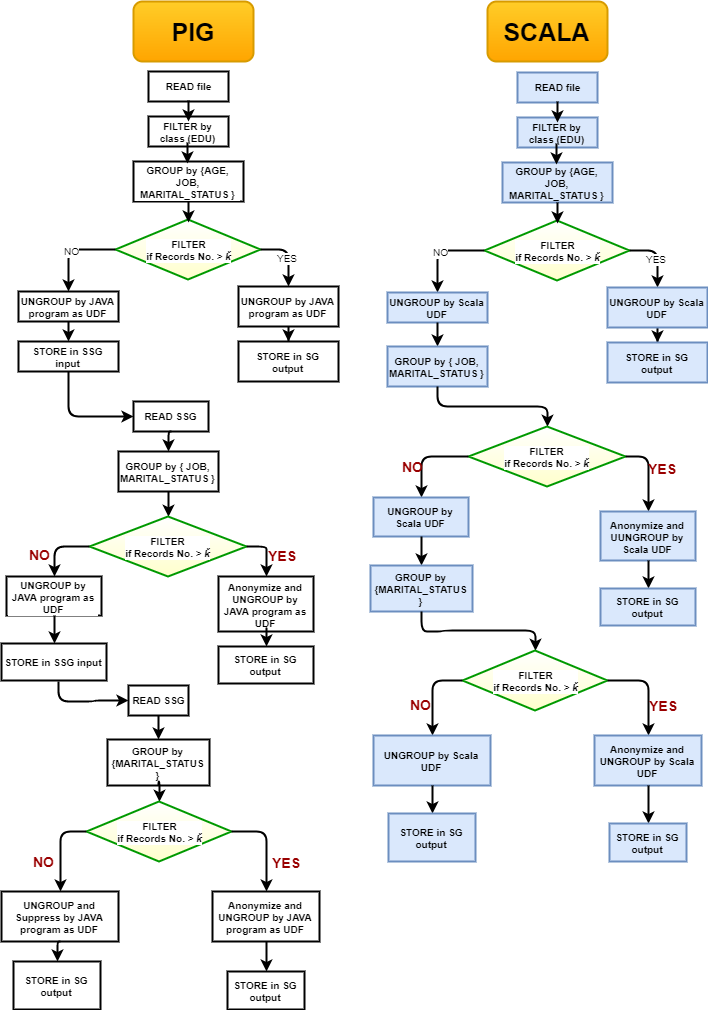 PIG
READ file
FILTER by
class (EDU)
GROUP by {AGE,
JOB,
MARITAL_STATUS }
FILTER
if Records No. > ǩ
NO
YES
UNGROUP by JAVA
program as UDF
UNGROUP by JAVA
program as UDF
STORE in SSG
input
STORE in SG
output
READ SSG
GROUP by { JOB,
MARITAL_STATUS }
FILTER
if Records No. > ǩ
NO
YES
UNGROUP by
JAVA program as
UDF
Anonymize and
UNGROUP by
JAVA program as
UDF
STORE in SSG input
STORE in SG
output
READ SSG
GROUP by
{MARITAL_STATUS
}
FILTER
if Records No. > ǩ
NO
YES
UNGROUP and
Suppress by JAVA
program as UDF
Anonymize and
UNGROUP by JAVA
program as UDF
STORE in SG
output
STORE in SG
output
SCALA
READ file
FILTER by
class (EDU)
GROUP by {AGE,
JOB,
MARITAL_STATUS }
FILTER
if Records No. > ǩ
NO
YES
UNGROUP by Scala
UDF
UNGROUP by Scala
UDF
GROUP by { JOB,
MARITAL_STATUS }
STORE in SG
output
FILTER
if Records No. > ǩ
NO
YES
UNGROUP by
Scala UDF
Anonymize and
UUNGROUP by
Scala UDF
GROUP by
{MARITAL_STATUS
}
STORE in SG
output
FILTER
if Records No. > ǩ
NO
YES
UNGROUP by Scala
UDF
Anonymize and
UNGROUP by Scala
UDF
STORE in SG
output
STORE in SG
output